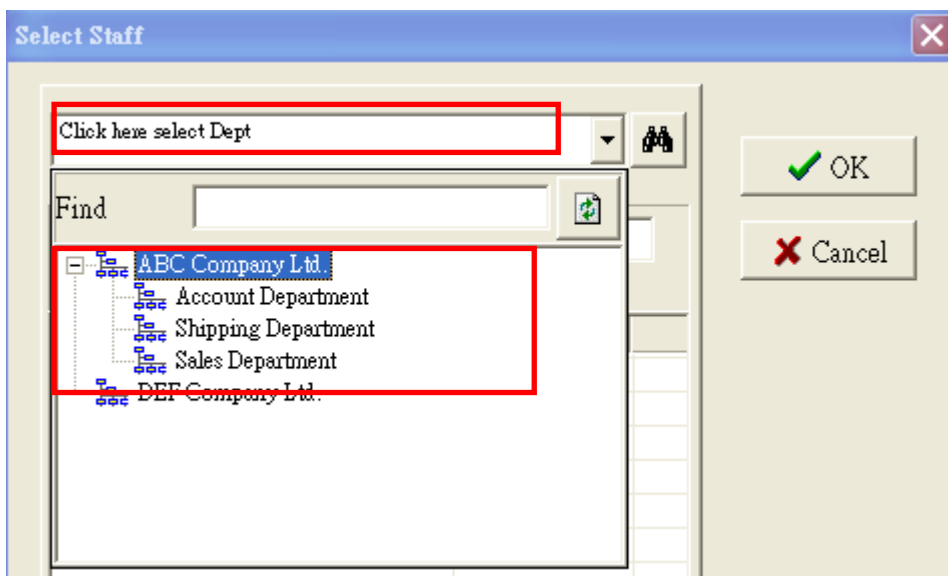 Select Staff
Click here select Dept
OK
Find
Cancel
ABC Company Ltd.
Account Department
Shipping Department
Sales Department
DEF Company Ltd.